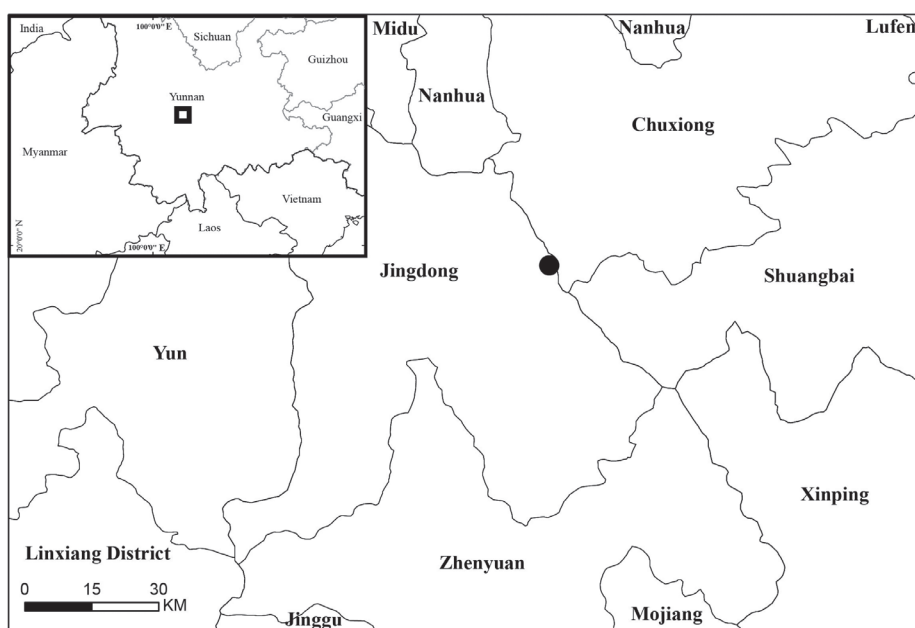 India
100°0'0" E
Sichuan
Guizhou
Yunnan
Guangxi
Myanmar
Vietnam
Laos
20°0'0" N
100°0'0" E
Midu
Nanhua
Lufen
Nanhua
Chuxiong
Jingdong
Shuangbai
Yun
Xinping
Linxiang District
Zhenyuan
0 15 30
KM
Jinggu
Mojiang